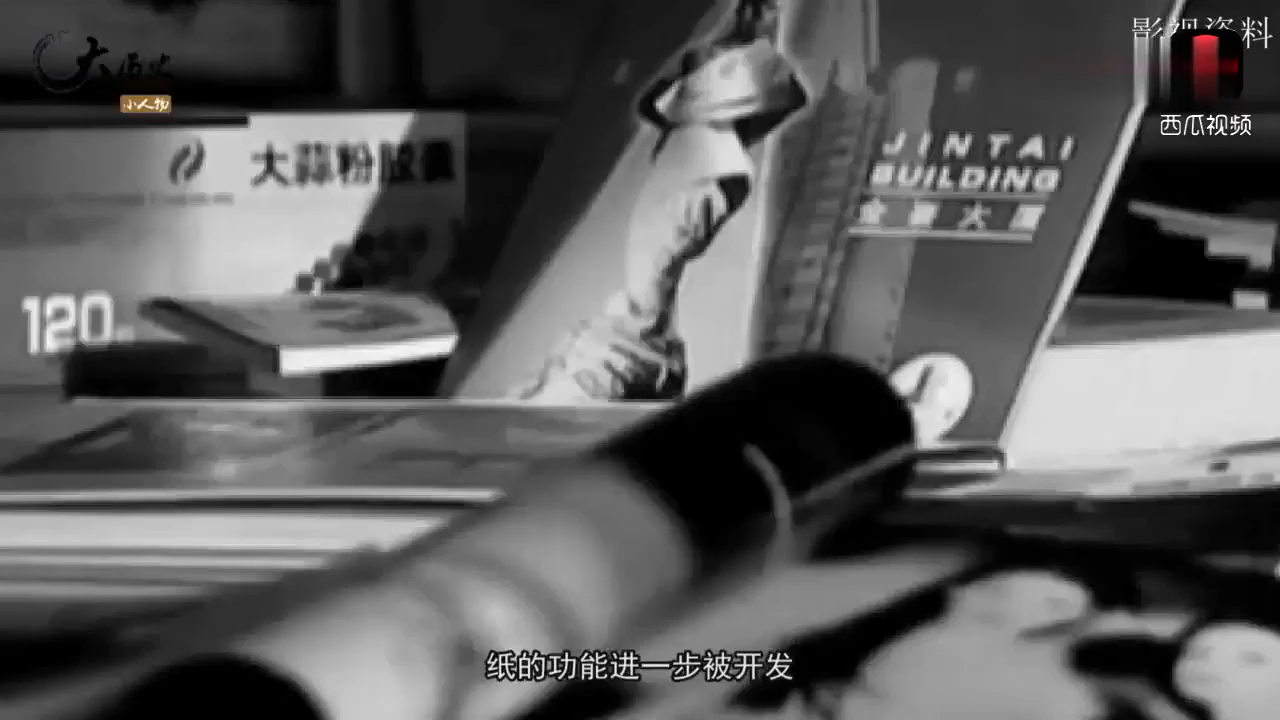 影视资料
大历史
小人物
西瓜视频
大蒜粉胶囊
JINTAI
BUILDING
金臺大厦
120
纸的功能进一步被开发